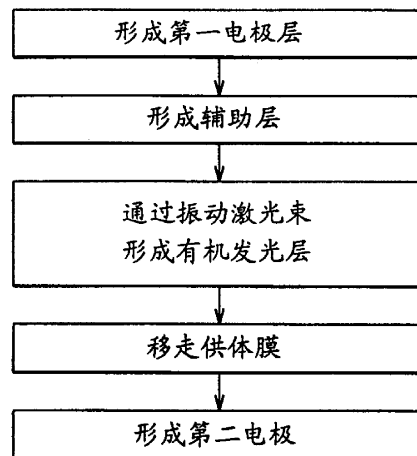 形成第一电极层
形成辅助层
通过振动激光束
形成有机发光层
移走供体膜
形成第二电极